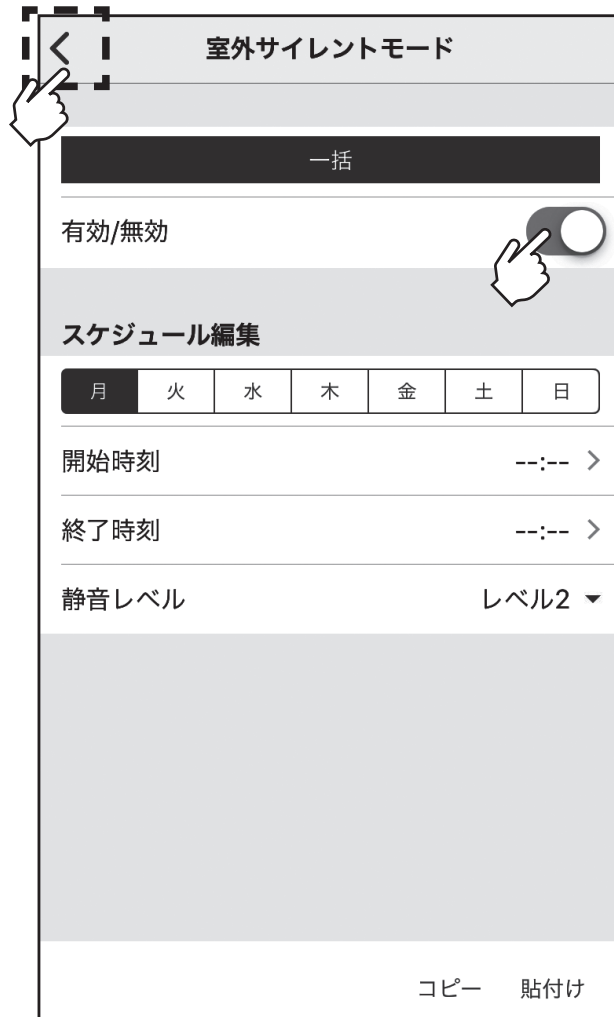 室外サイレントモード
一括
有効/無効
スケジュール編集
月 火 水 木 金 土 日
開始時刻 --:--
終了時刻 --:--
静音レベル レベル2
コピー 貼付け